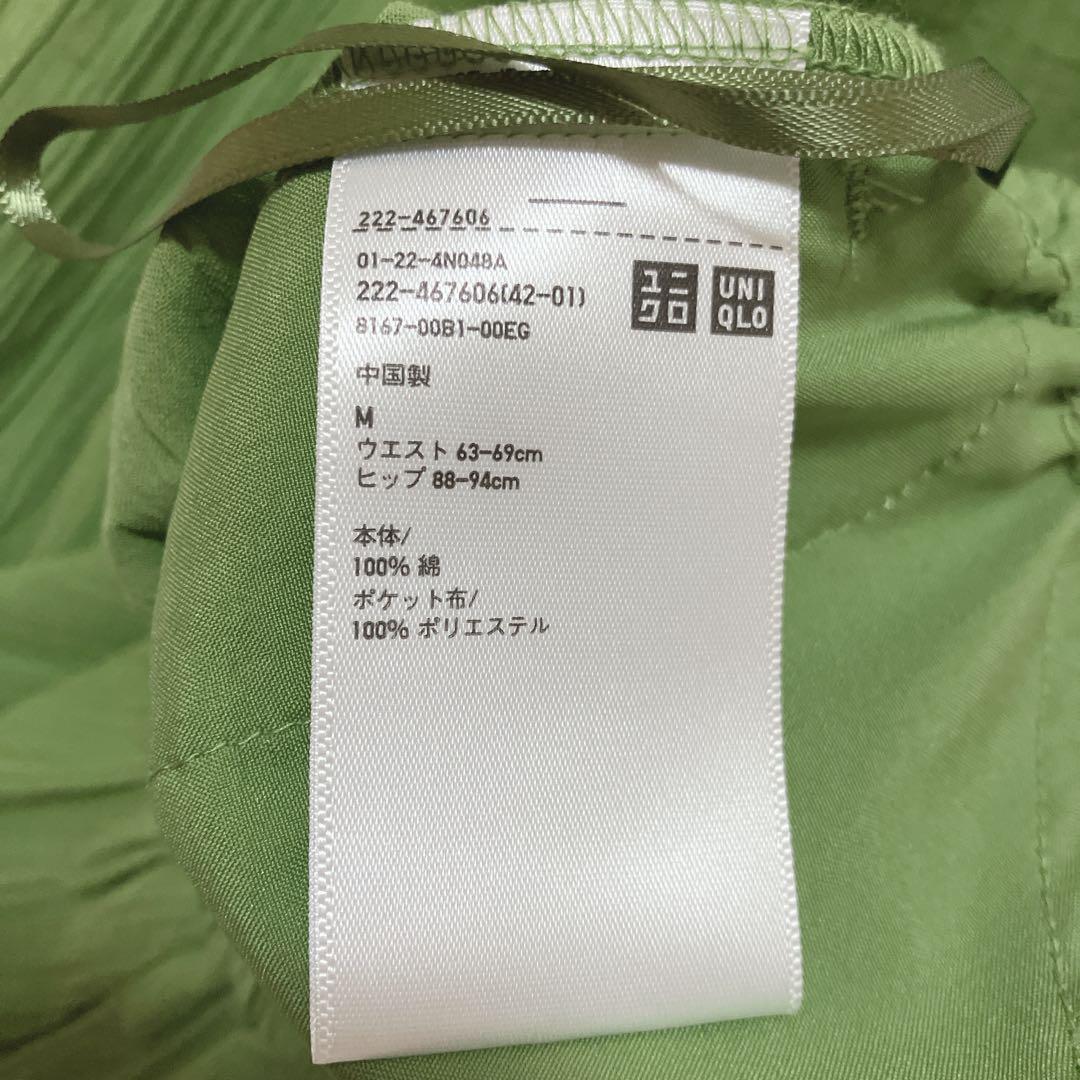 222-467606
01-22-4N048A
222-467606(42-01)
8167-00B1-00EG
ユニ
クロ
UNI
QLO
中国製
M
ウエスト 63-69cm
ヒップ 88-94cm
本体/
100% 綿
ポケット布/
100% ポリエステル